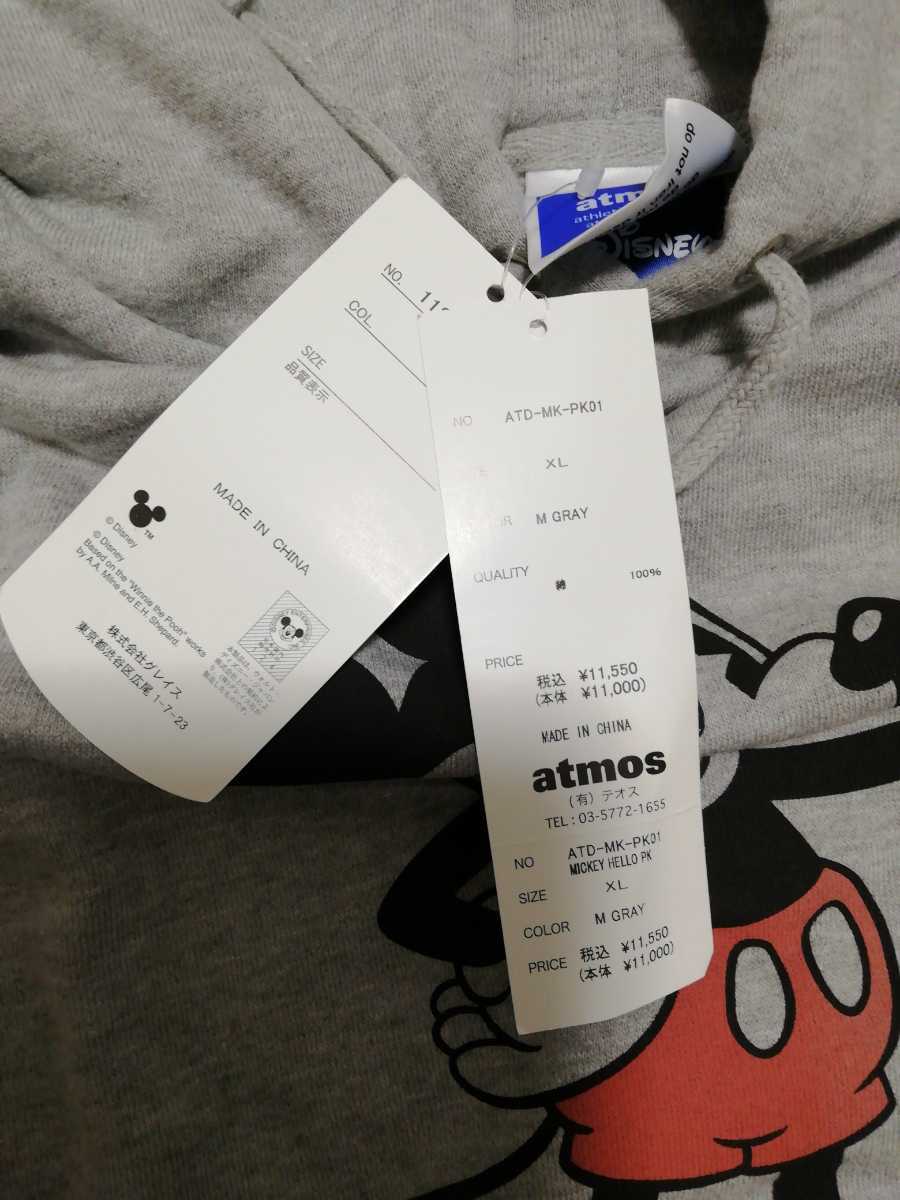 do not
atmos
DISNEY
NO. 11
COL.
SIZE
品質表示
MADE IN CHINA
TM
© Disney
© Disney
Based on the "Winnie the Pooh" works
by A.A. Milne and E.H. Shepard.
株式会社グレイス
東京都渋谷区広尾 1-7-23
NO ATD-MK-PK01
XL
M GRAY
QUALITY 綿 100%
PRICE 税込 ¥11,550
(本体 ¥11,000)
MADE IN CHINA
atmos
(有) テオス
TEL : 03-5772-1655
NO ATD-MK-PK01
MICKEY HELLO PK
SIZE XL
COLOR M GRAY
PRICE 税込 ¥11,550
(本体 ¥11,000)